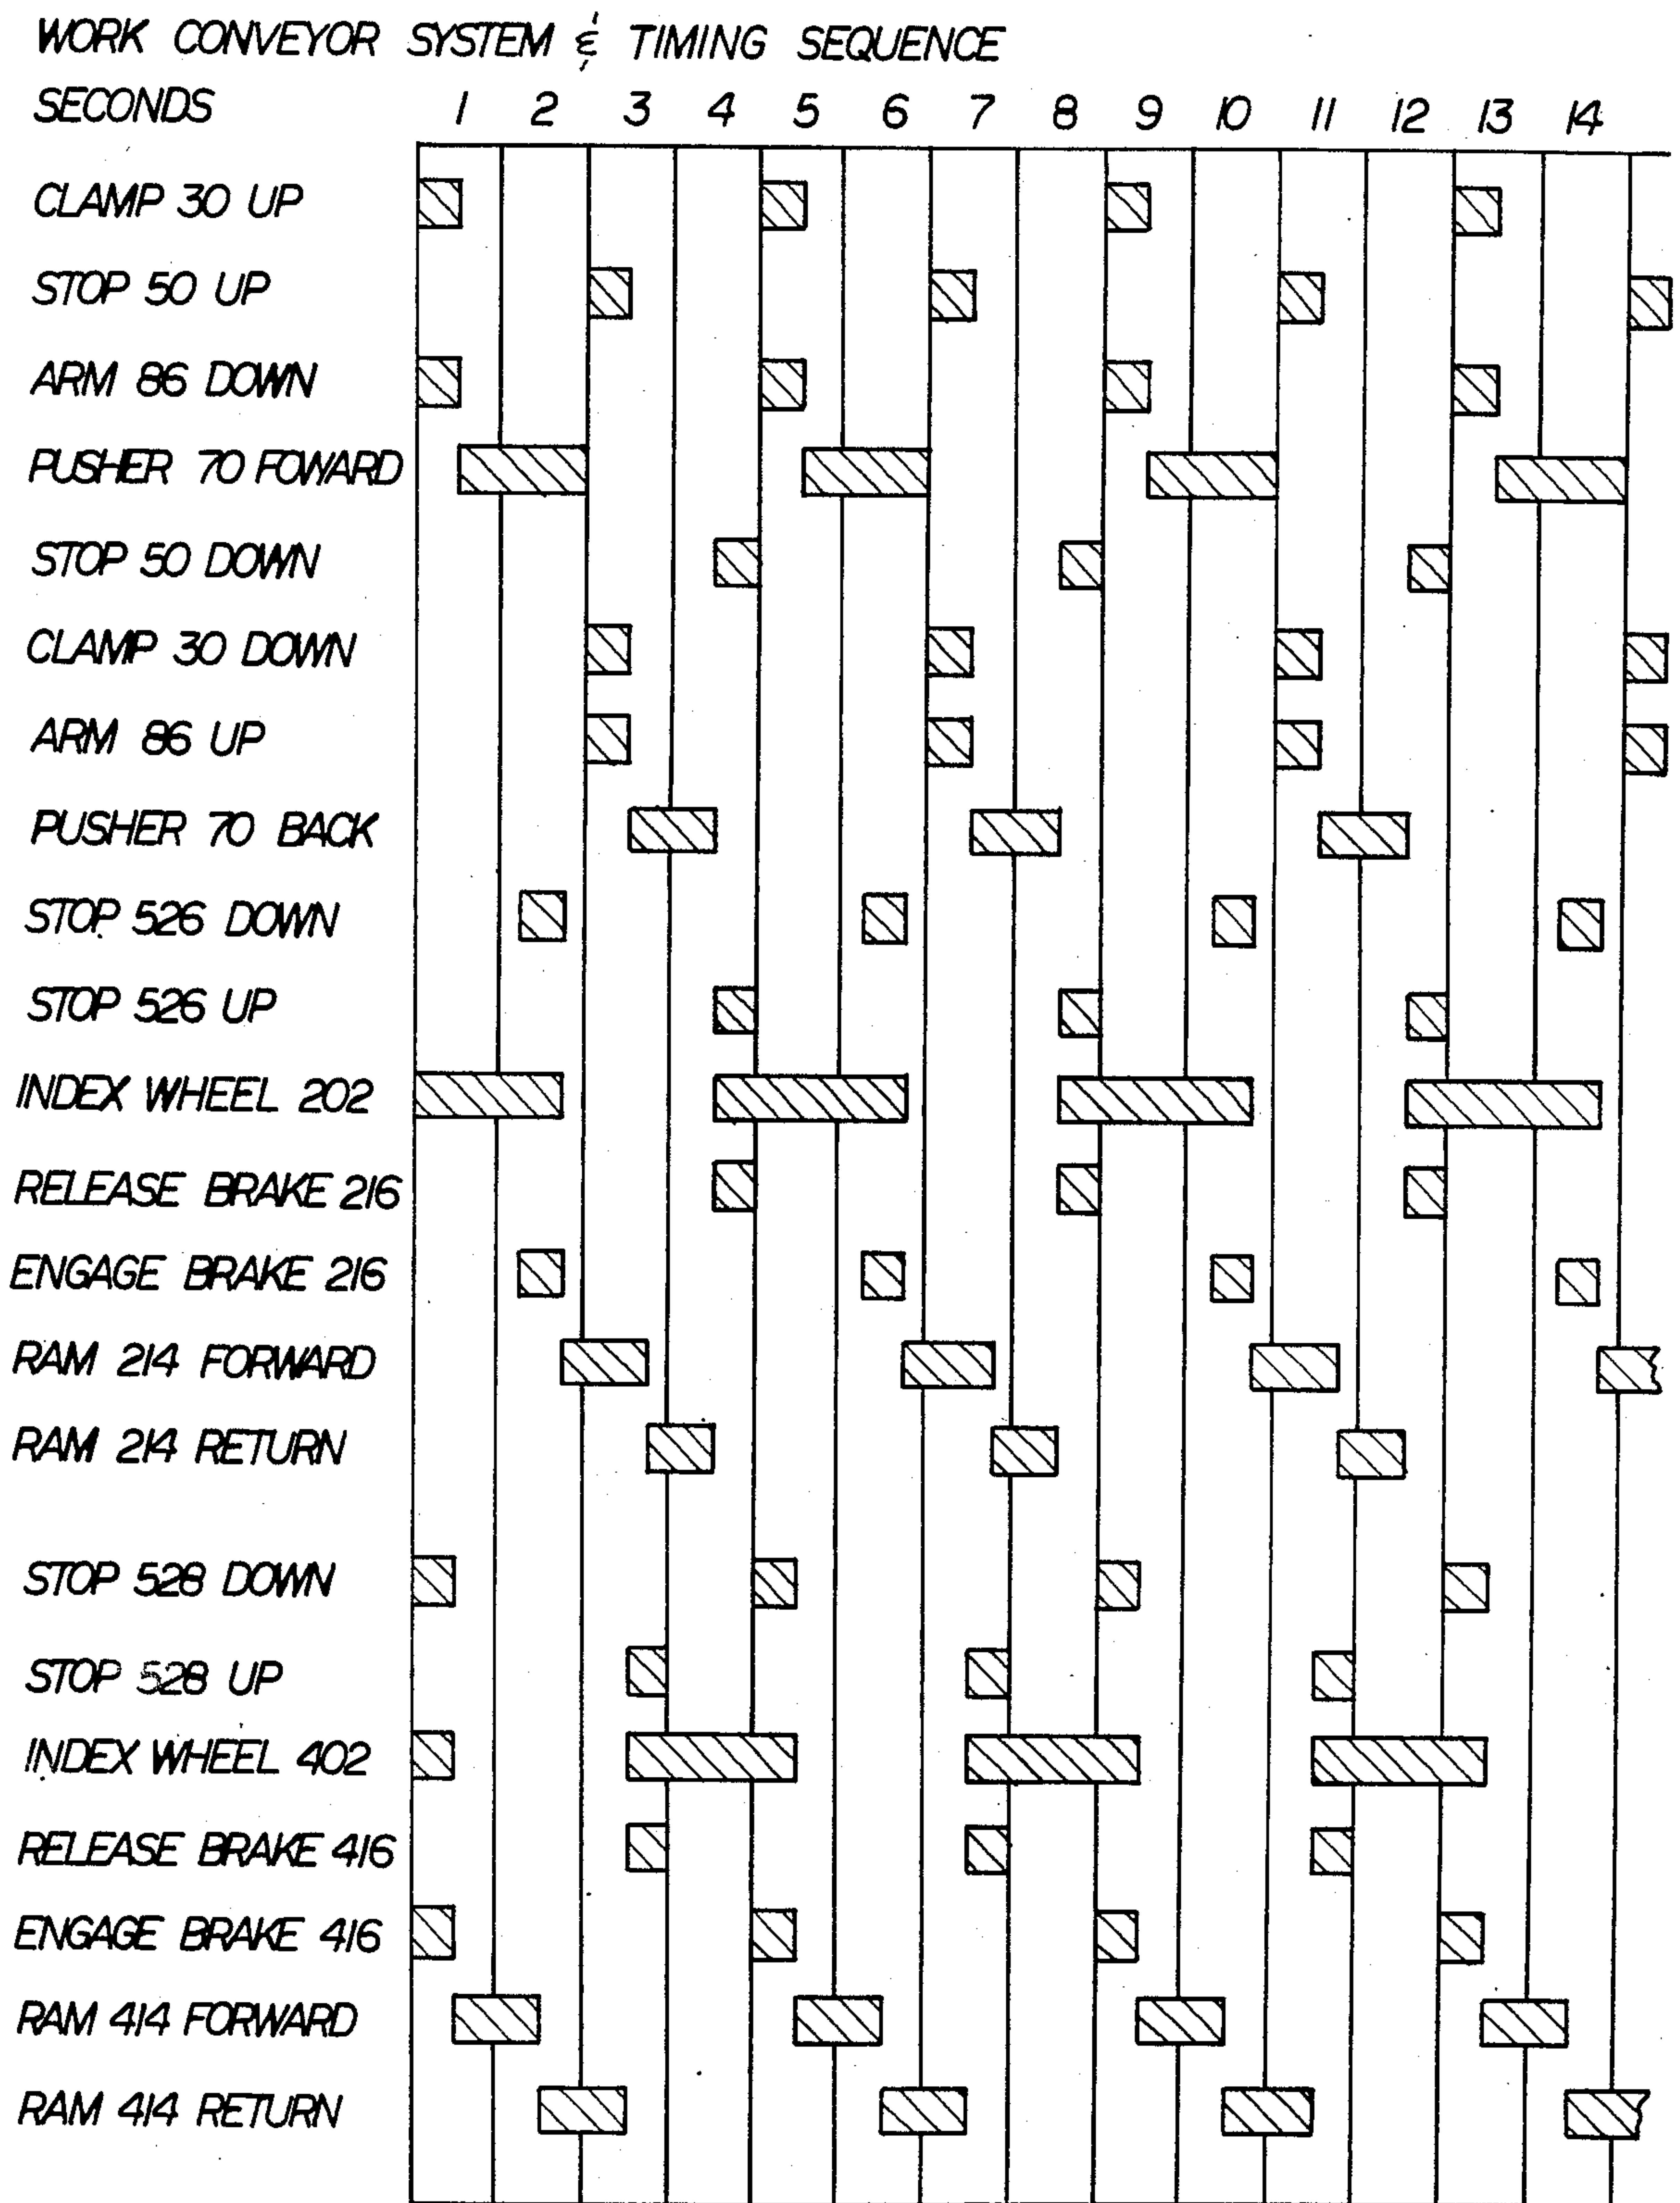 WORK CONVEYOR SYSTEM & TIMING SEQUENCE
SECONDS 1 2 3 4 5 6 7 8 9 10 11 12 13 14
CLAMP 30 UP
STOP 50 UP
ARM 86 DOWN
PUSHER 70 FOWARD
STOP 50 DOWN
CLAMP 30 DOWN
ARM 86 UP
PUSHER 70 BACK
STOP 526 DOWN
STOP 526 UP
INDEX WHEEL 202
RELEASE BRAKE 216
ENGAGE BRAKE 216
RAM 214 FORWARD
RAM 214 RETURN
STOP 528 DOWN
STOP 528 UP
INDEX WHEEL 402
RELEASE BRAKE 416
ENGAGE BRAKE 416
RAM 414 FORWARD
RAM 414 RETURN